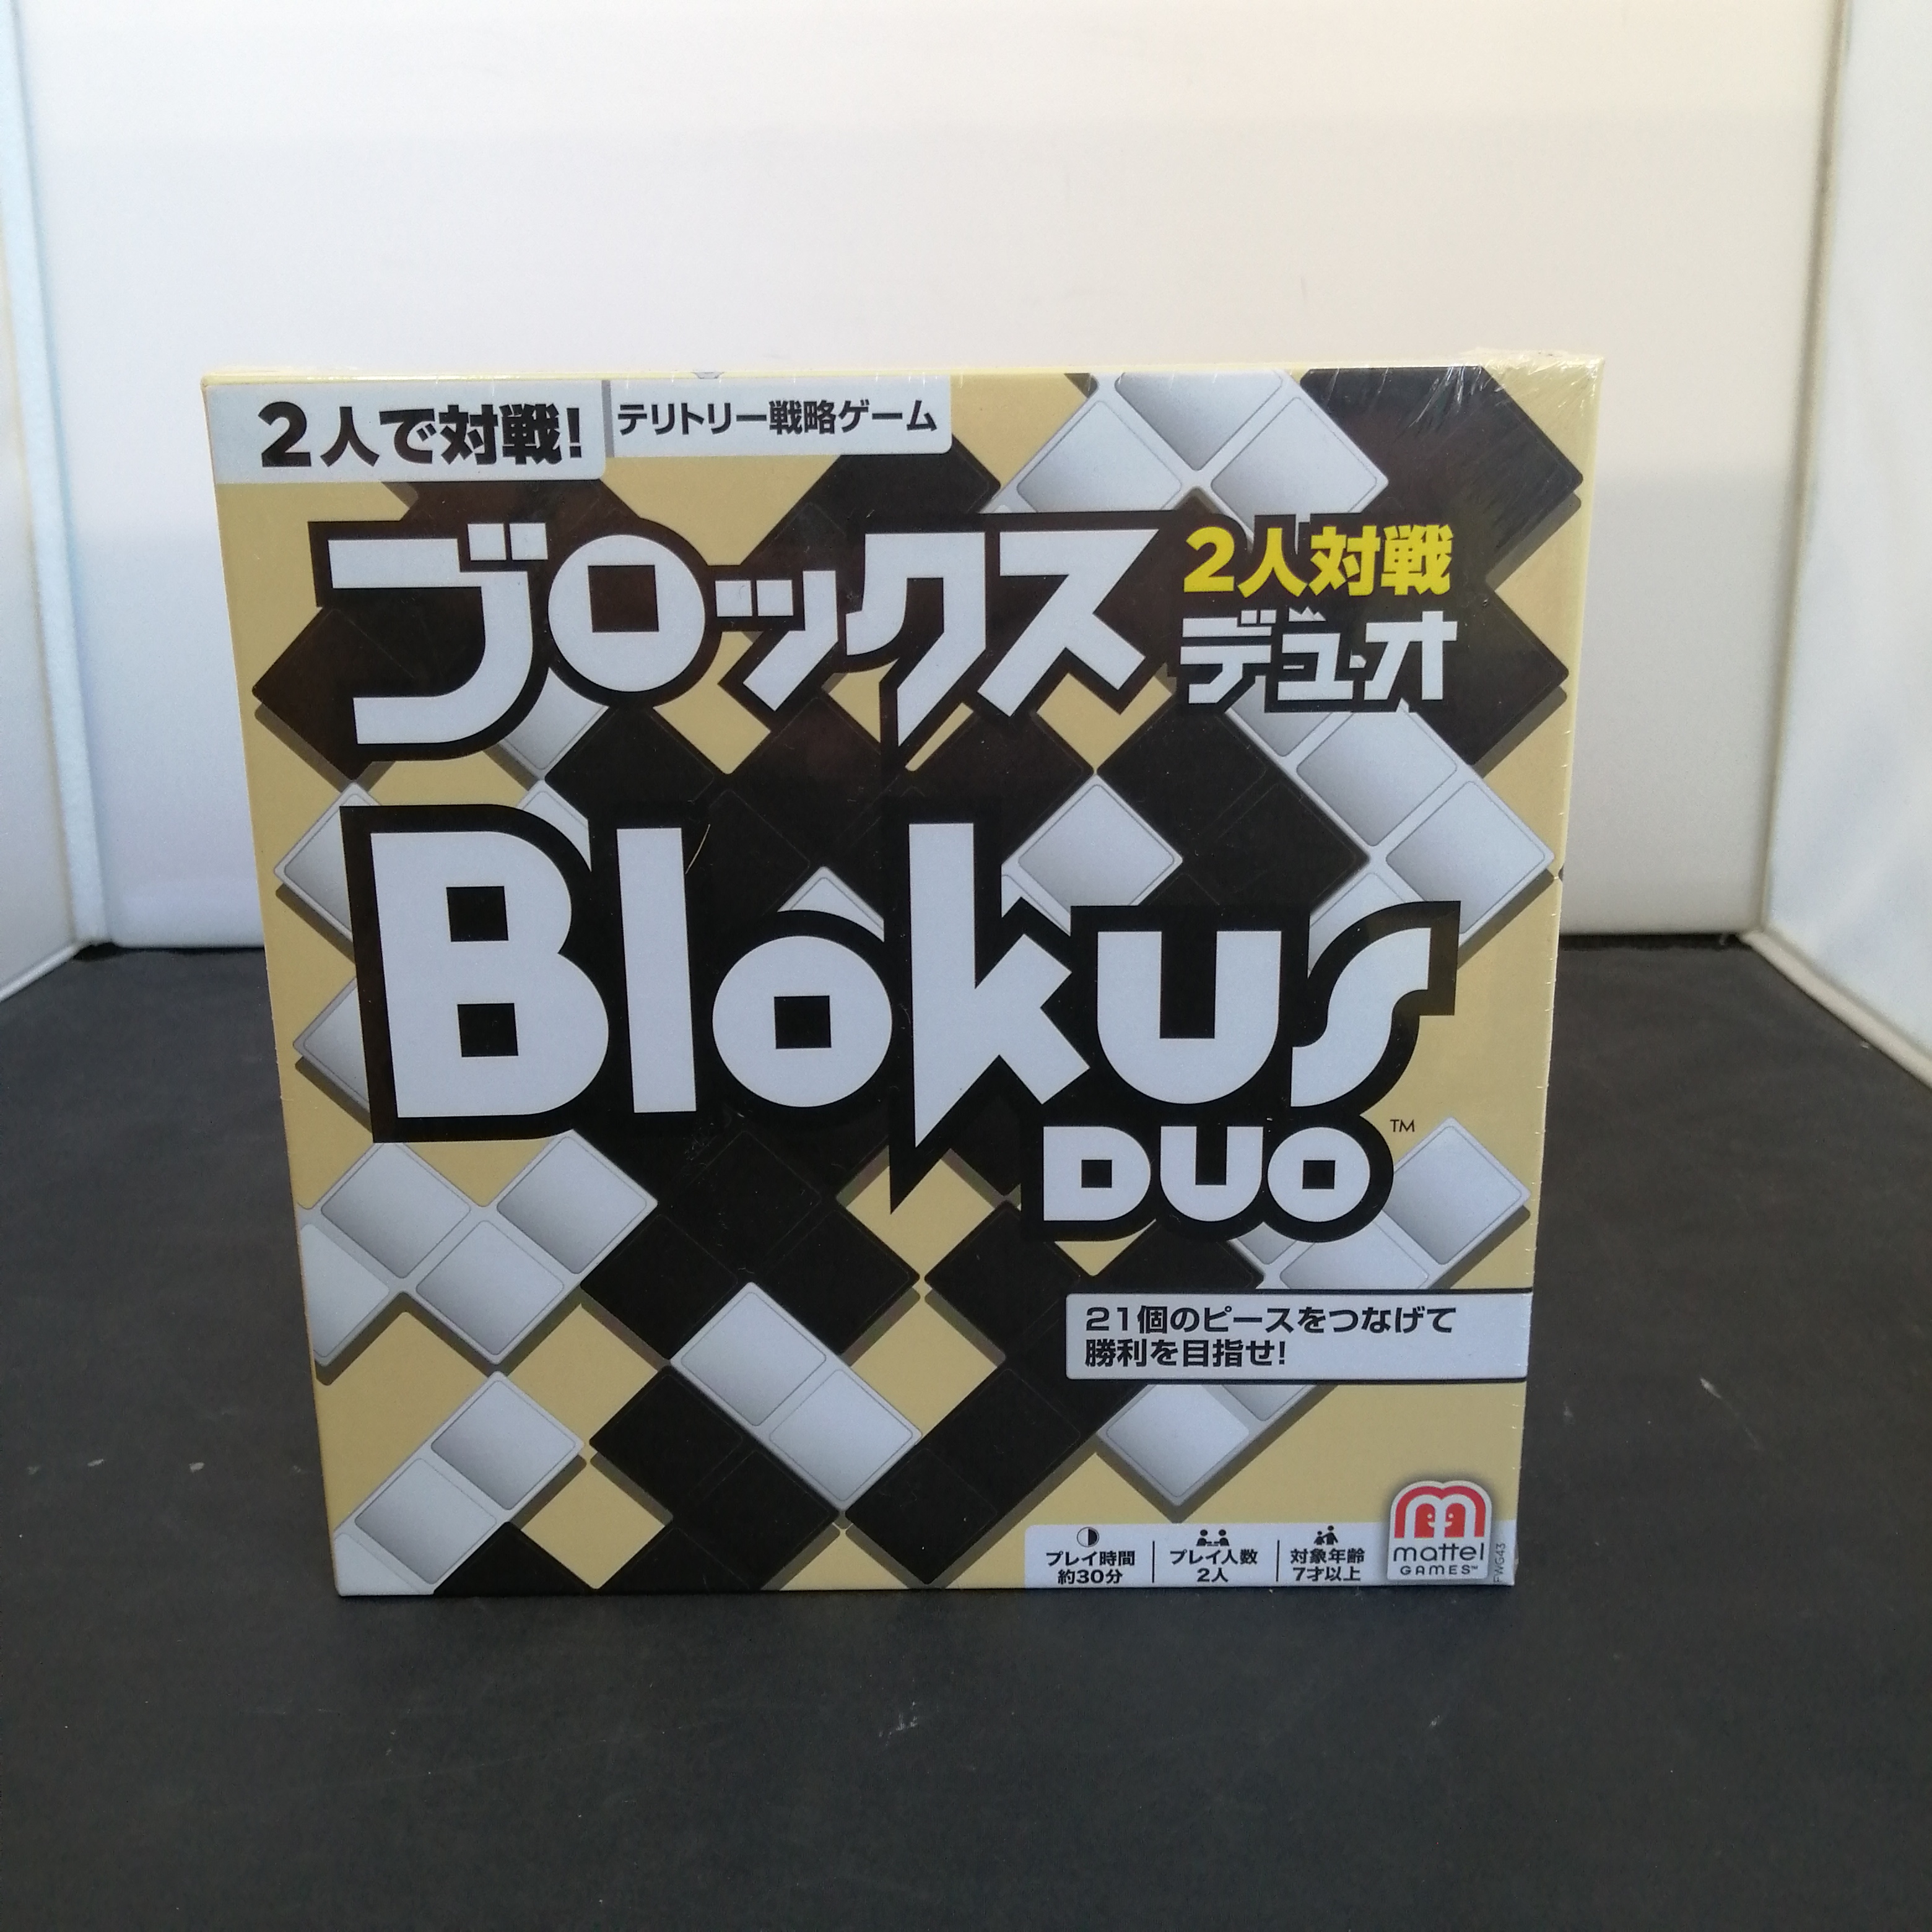 2人で対戦!
テリトリー戦略ゲーム
ブロックス
2人対戦
デュオ
Blokus
DUO
™
21個のピースをつなげて
勝利を目指せ!
プレイ時間
約30分
プレイ人数
2人
対象年齢
7才以上
mattel
GAMES™
FWG43